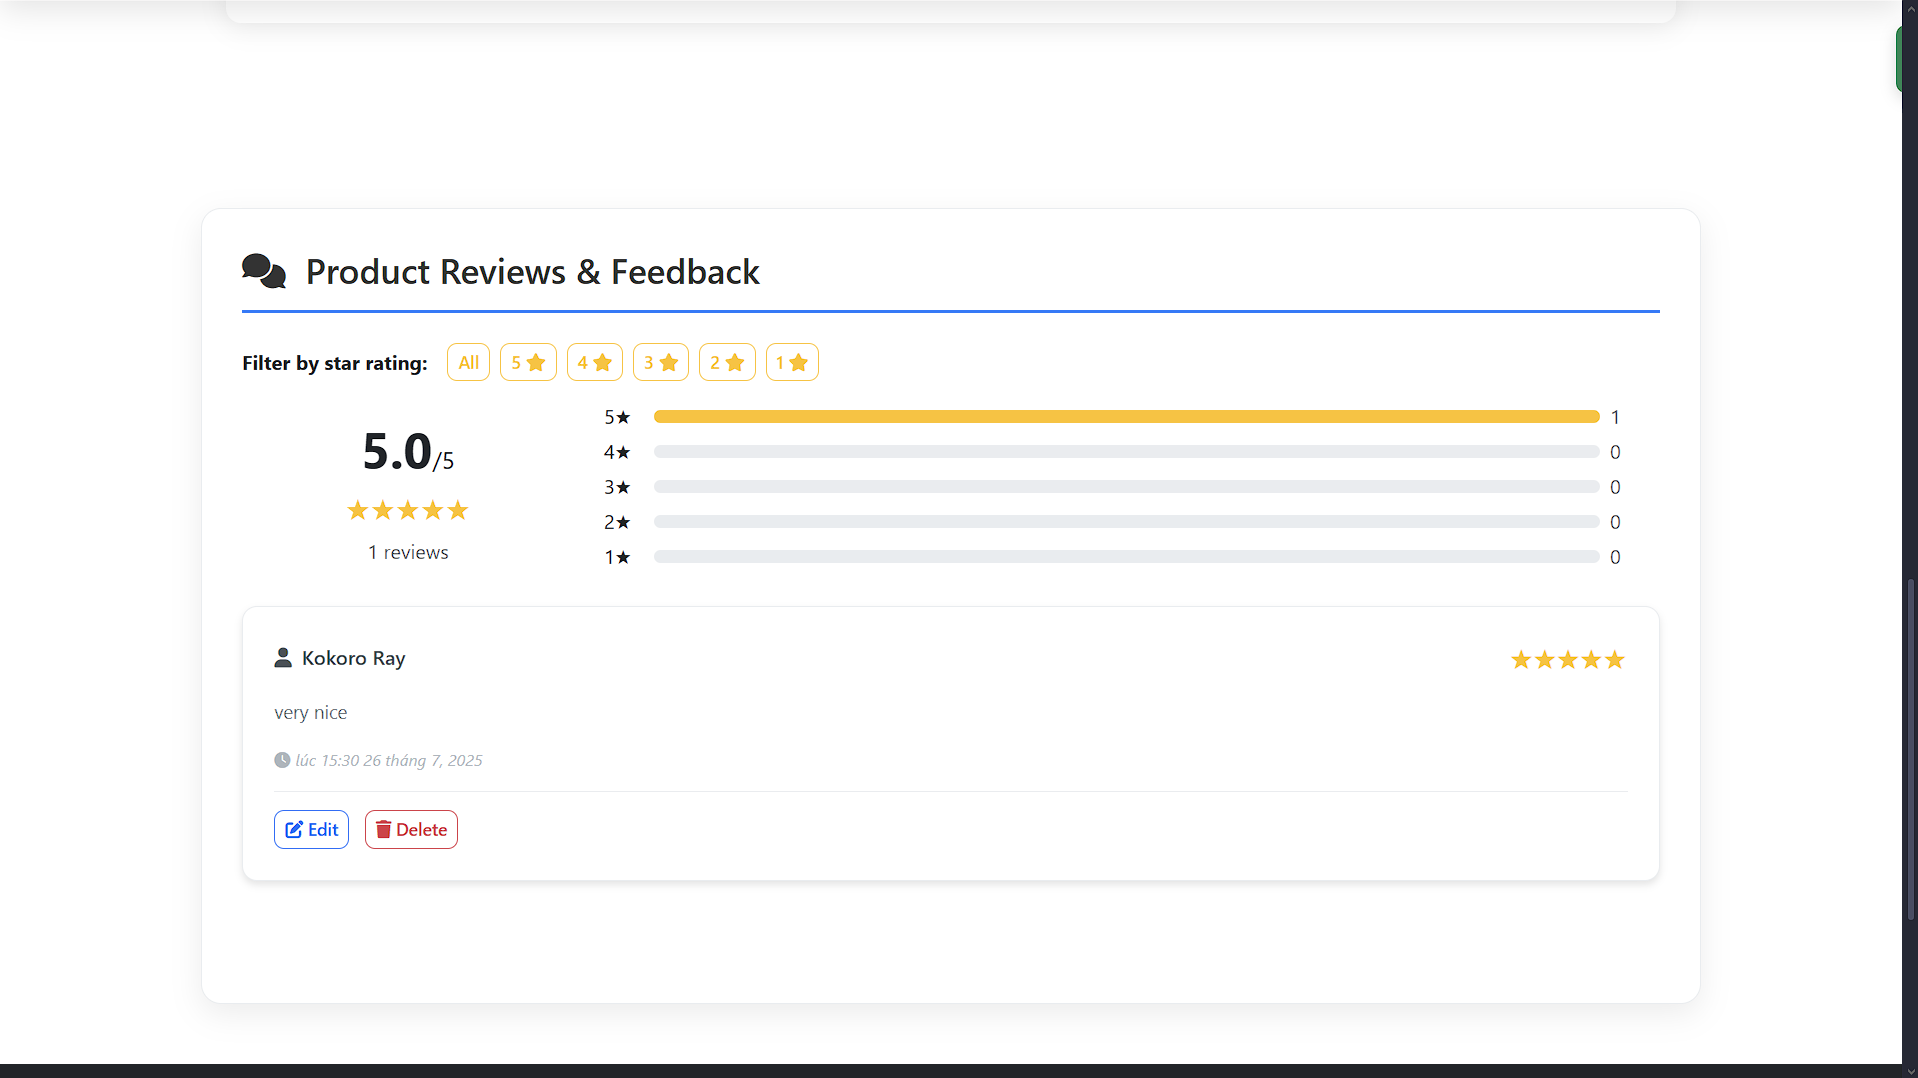 Product Reviews & Feedback
Filter by star rating: All 5★ 4★ 3★ 2★ 1★
5★ 1
4★ 0
3★ 0
2★ 0
1★ 0
5.0/5
★★★★★
1 reviews
Kokoro Ray ★★★★★
very nice
lúc 15:30 26 tháng 7, 2025
Edit Delete